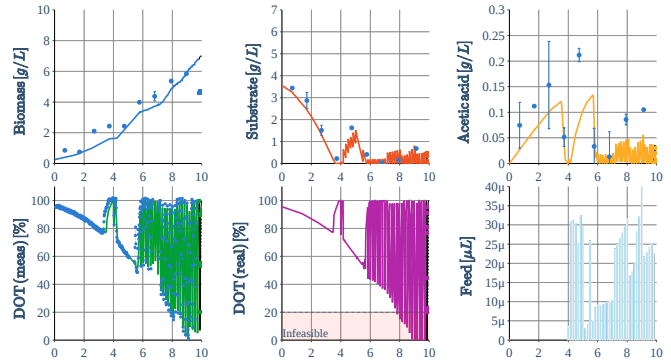 Biomass [g/L]
10
8
6
4
2
0
0 2 4 6 8 10
Substrate [g/L]
7
6
5
4
3
2
1
0
0 2 4 6 8 10
Acetic acid [g/L]
0.3
0.25
0.2
0.15
0.1
0.05
0
0 2 4 6 8 10
DOT (meas) [%]
100
80
60
40
20
0
0 2 4 6 8 10
DOT (real) [%]
100
80
60
40
20
0
Infeasible
0 2 4 6 8 10
Feed [µL]
40µ
35µ
30µ
25µ
20µ
15µ
10µ
5µ
0
0 2 4 6 8 10